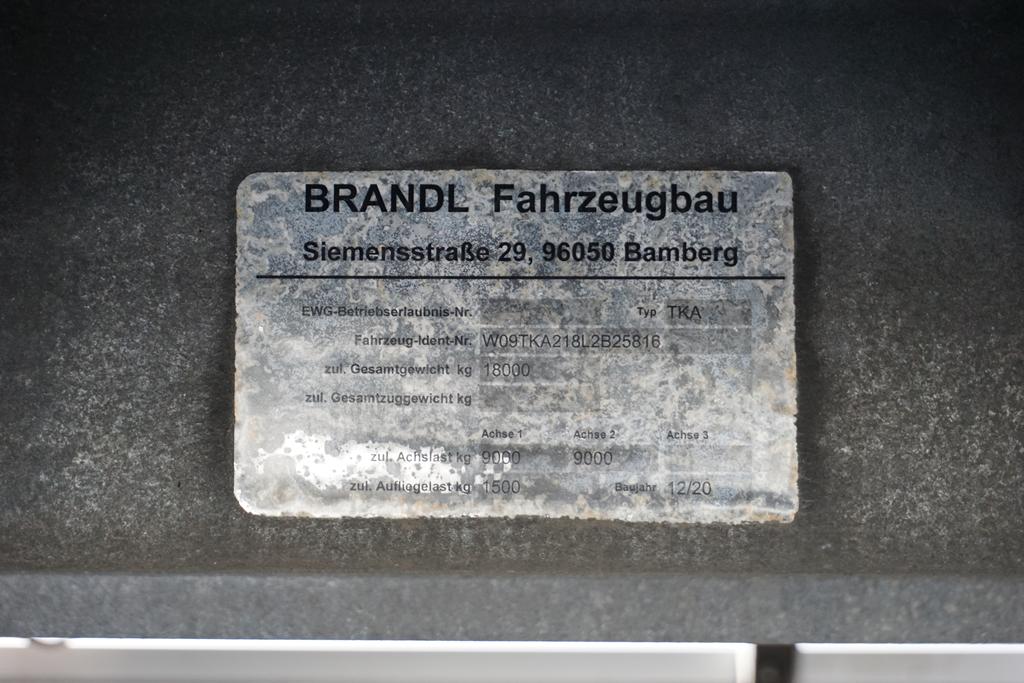 BRANDL Fahrzeugbau
Siemensstraße 29, 96050 Bamberg
EWG-Betriebserlaubnis-Nr. Typ TKA
Fahrzeug-Ident-Nr. W09TKA218L2B25816
zul. Gesamtgewicht kg 18000
zul. Gesamtzuggewicht kg
Achse 1 Achse 2 Achse 3
zul. Achslast kg 9000 9000
zul. Aufliegelast kg 1500 Baujahr 12/20